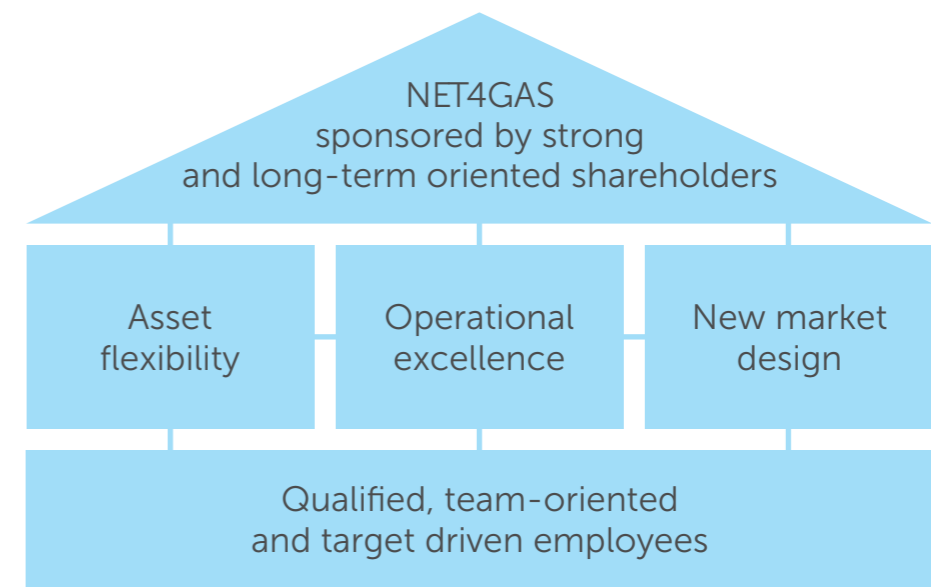 NET4GAS
sponsored by strong
and long-term oriented shareholders
Asset
flexibility
Operational
excellence
New market
design
Qualified, team-oriented
and target driven employees